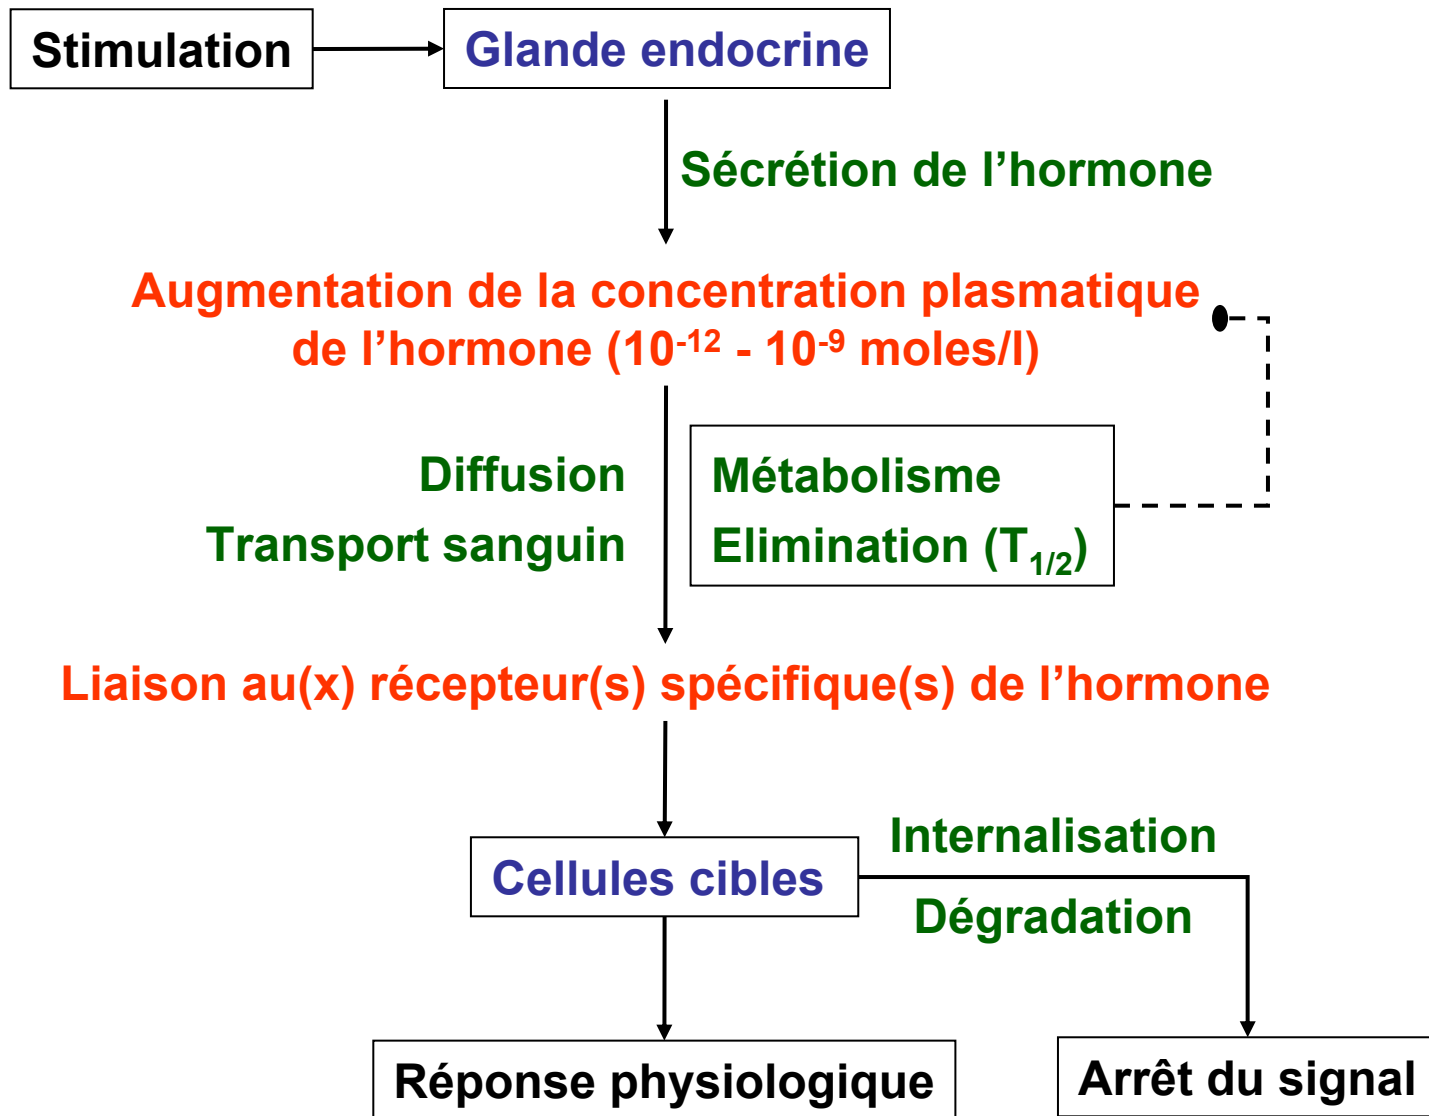 Stimulation
Glande endocrine
Sécrétion de l’hormone
Augmentation de la concentration plasmatique
de l’hormone (10⁻¹² - 10⁻⁹ moles/l)
Diffusion
Transport sanguin
Métabolisme
Elimination (T₁/₂)
Liaison au(x) récepteur(s) spécifique(s) de l’hormone
Cellules cibles
Internalisation
Dégradation
Réponse physiologique
Arrêt du signal